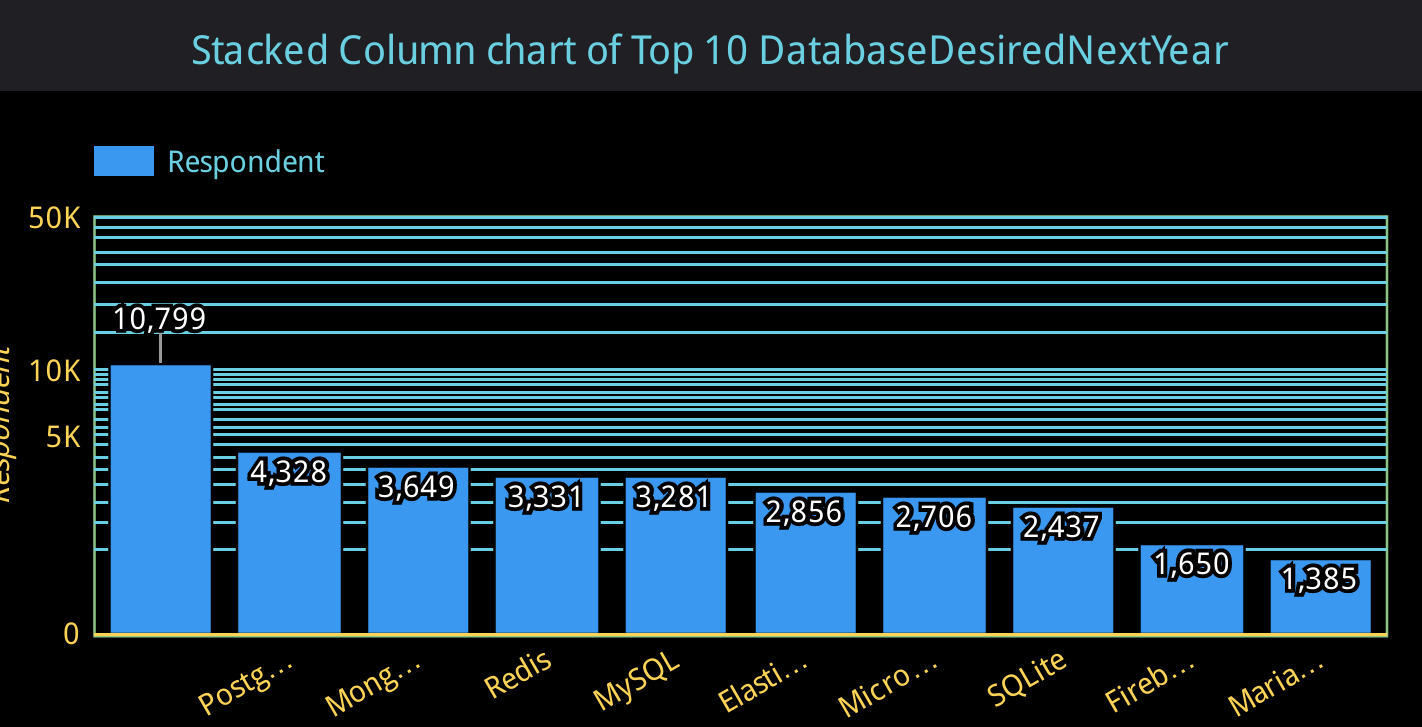 Stacked Column chart of Top 10 DatabaseDesiredNextYear
Respondent
50K
10K
5K
0
Respondent
10,799
4,328
3,649
3,331
3,281
2,856
2,706
2,437
1,650
1,385
Postg...
Mong...
Redis
MySQL
Elasti...
Micro...
SQLite
Fireb...
Maria...